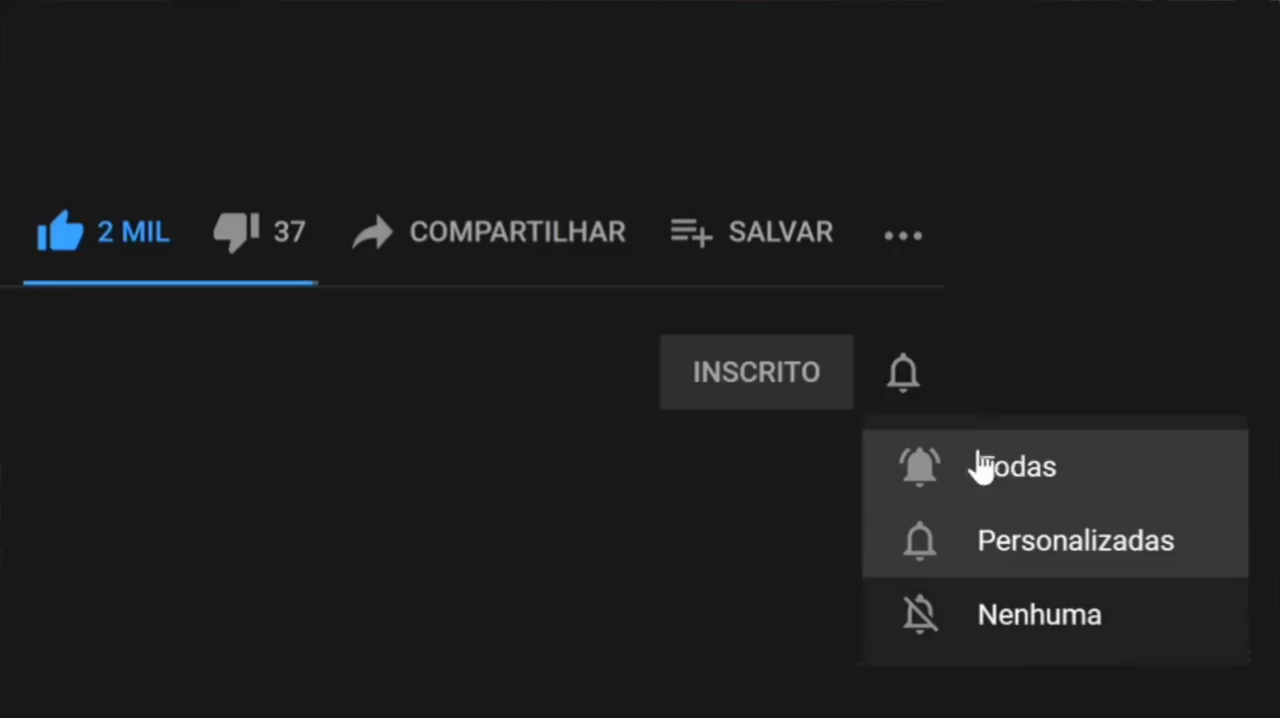 2 MIL 37 COMPARTILHAR SALVAR
INSCRITO
Todas
Personalizadas
Nenhuma